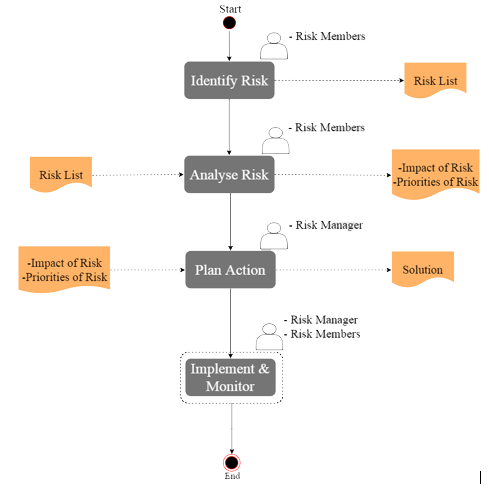 Start
- Risk Members
Identify Risk
Risk List
- Risk Members
Risk List
Analyse Risk
-Impact of Risk
-Priorities of Risk
- Risk Manager
-Impact of Risk
-Priorities of Risk
Plan Action
Solution
- Risk Manager
- Risk Members
Implement &
Monitor
End